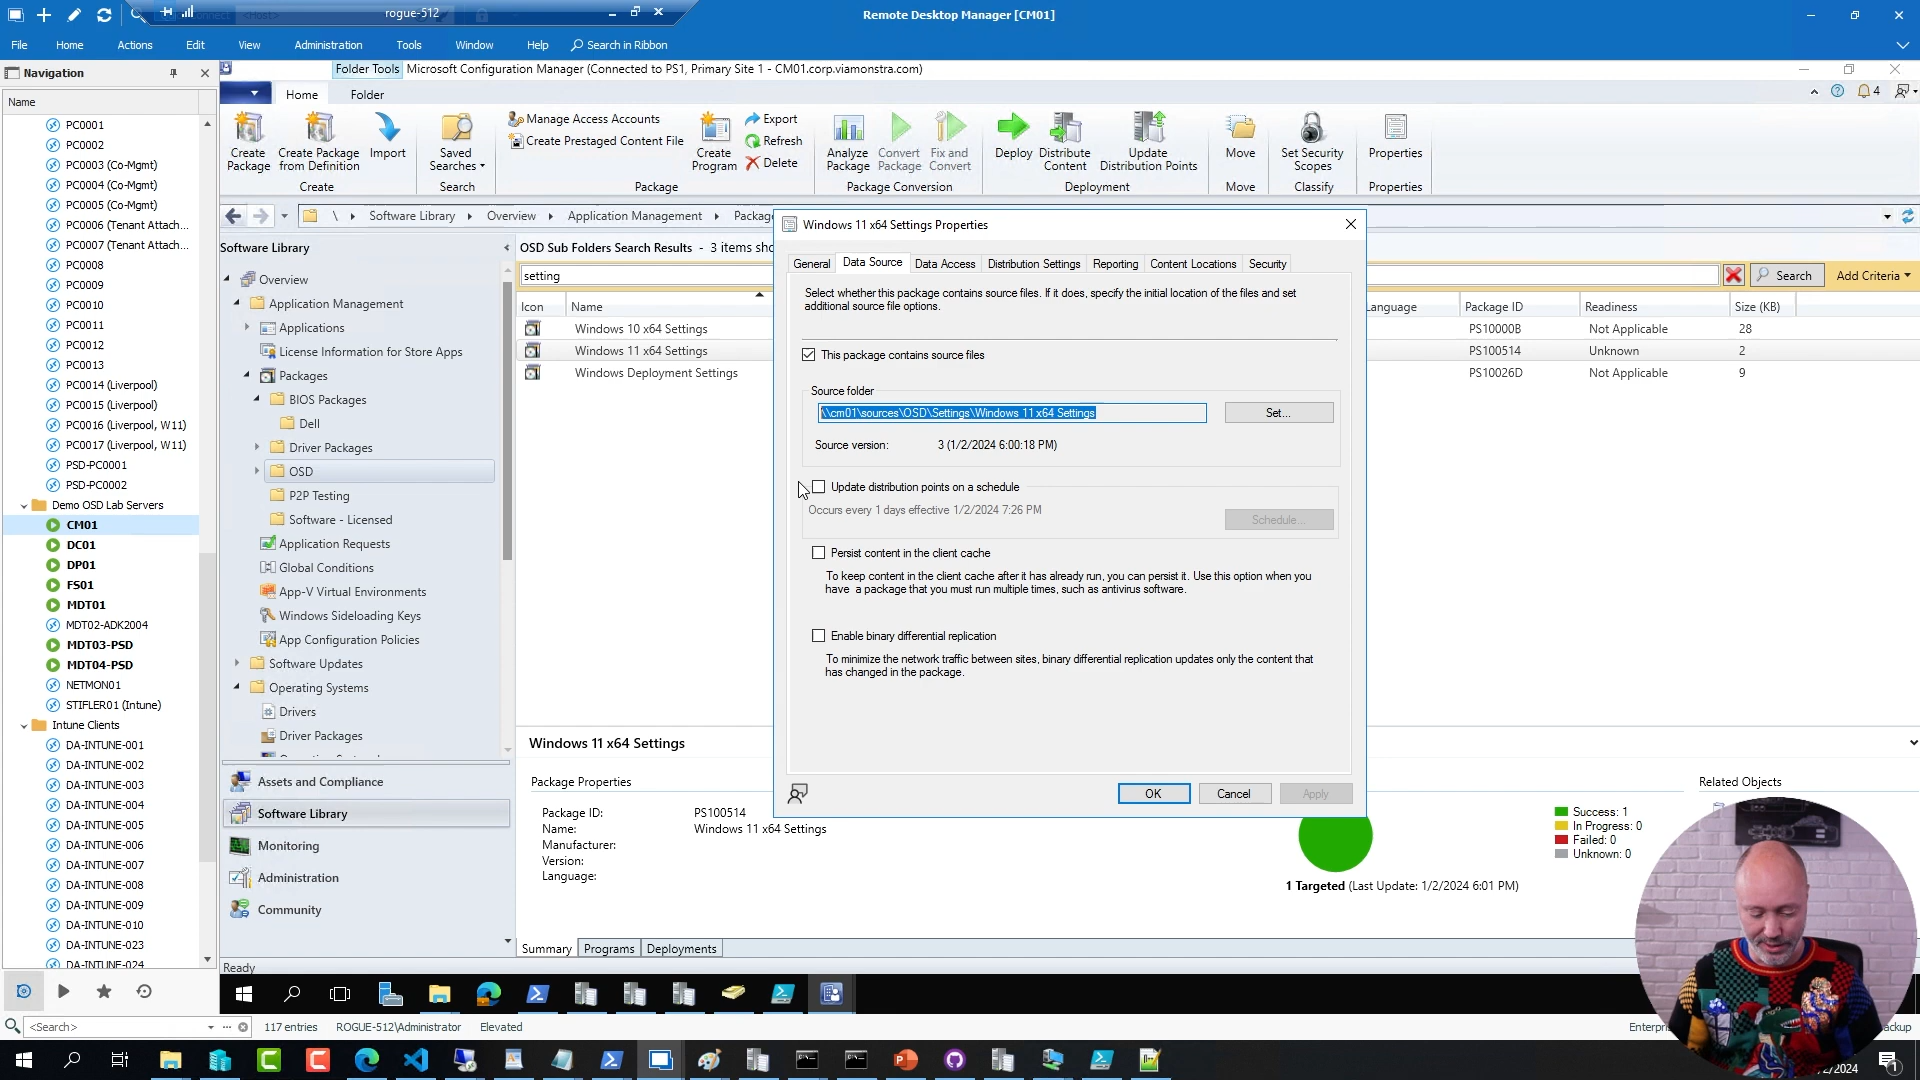 rogue-512
Remote Desktop Manager [CM01]
File
Home
Actions
Edit
View
Administration
Tools
Window
Help
Search in Ribbon
Navigation
Folder Tools
Microsoft Configuration Manager (Connected to PS1, Primary Site 1 - CM01.corp.viamonstra.com)
Name
Home
Folder
4
PC0001
PC0002
PC0003 (Co-Mgmt)
PC0004 (Co-Mgmt)
PC0005 (Co-Mgmt)
PC0006 (Tenant Attach...
PC0007 (Tenant Attach...
PC0008
PC0009
PC0010
PC0011
PC0012
PC0013
PC0014 (Liverpool)
PC0015 (Liverpool)
PC0016 (Liverpool, W11)
PC0017 (Liverpool, W11)
PSD-PC0001
PSD-PC0002
Demo OSD Lab Servers
CM01
DC01
DP01
FS01
MDT01
MDT02-ADK2004
MDT03-PSD
MDT04-PSD
NETMON01
STIFLER01 (Intune)
Intune Clients
DA-INTUNE-001
DA-INTUNE-002
DA-INTUNE-003
DA-INTUNE-004
DA-INTUNE-005
DA-INTUNE-006
DA-INTUNE-007
DA-INTUNE-008
DA-INTUNE-009
DA-INTUNE-010
DA-INTUNE-023
DA-INTUNE-024
Create Package
Create Package from Definition
Import
Create
Saved Searches
Search
Manage Access Accounts
Create Prestaged Content File
Create Program
Export
Refresh
Delete
Package
Analyze Package
Convert Package
Fix and Convert
Package Conversion
Deploy
Distribute Content
Update Distribution Points
Deployment
Move
Move
Set Security Scopes
Classify
Properties
Properties
\
Software Library
Overview
Application Management
Software Library
Overview
Application Management
Applications
License Information for Store Apps
Packages
BIOS Packages
Dell
Driver Packages
OSD
P2P Testing
Software - Licensed
Application Requests
Global Conditions
App-V Virtual Environments
Windows Sideloading Keys
App Configuration Policies
Software Updates
Operating Systems
Drivers
Driver Packages
Assets and Compliance
Software Library
Monitoring
Administration
Community
OSD Sub Folders Search Results - 3 items
setting
Search
Add Criteria
Icon
Name
Language
Package ID
Readiness
Size (KB)
Windows 10 x64 Settings
PS10000B
Not Applicable
28
Windows 11 x64 Settings
PS100514
Unknown
2
Windows Deployment Settings
PS10026D
Not Applicable
9
Windows 11 x64 Settings Properties
General
Data Source
Data Access
Distribution Settings
Reporting
Content Locations
Security
Select whether this package contains source files. If it does, specify the initial location of the files and set
additional source file options.
This package contains source files
Source folder
\\cm01\sources\OSD\Settings\Windows 11 x64 Settings
Set...
Source version:
3 (1/2/2024 6:00:18 PM)
Update distribution points on a schedule
Occurs every 1 days effective 1/2/2024 7:26 PM
Schedule...
Persist content in the client cache
To keep content in the client cache after it has already run, you can persist it. Use this option when you
have a package that you must run multiple times, such as antivirus software.
Enable binary differential replication
To minimize the network traffic between sites, binary differential replication updates only the content that
has changed in the package.
OK
Cancel
Apply
Windows 11 x64 Settings
Package Properties
Package ID:
PS100514
Name:
Windows 11 x64 Settings
Manufacturer:
Version:
Language:
Related Objects
Success: 1
In Progress: 0
Failed: 0
Unknown: 0
1 Targeted (Last Update: 1/2/2024 6:01 PM)
Summary
Programs
Deployments
Ready
<Search>
117 entries
ROGUE-512\Administrator
Elevated
/2/2024
1